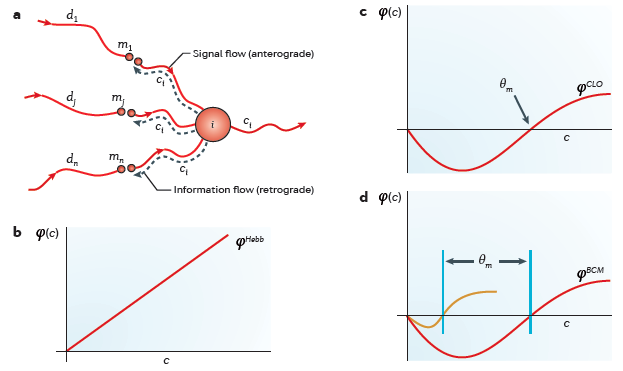 a
d₁
m₁
Signal flow (anterograde)
cᵢ
dⱼ
mⱼ
cᵢ
i
cᵢ
dₙ
mₙ
cᵢ
Information flow (retrograde)
b
φ(c)
φᴴᵉᵇᵇ
c
c
φ(c)
θₘ
φᶜᴸᴼ
c
d
φ(c)
θₘ
φᴮᶜᴹ
c